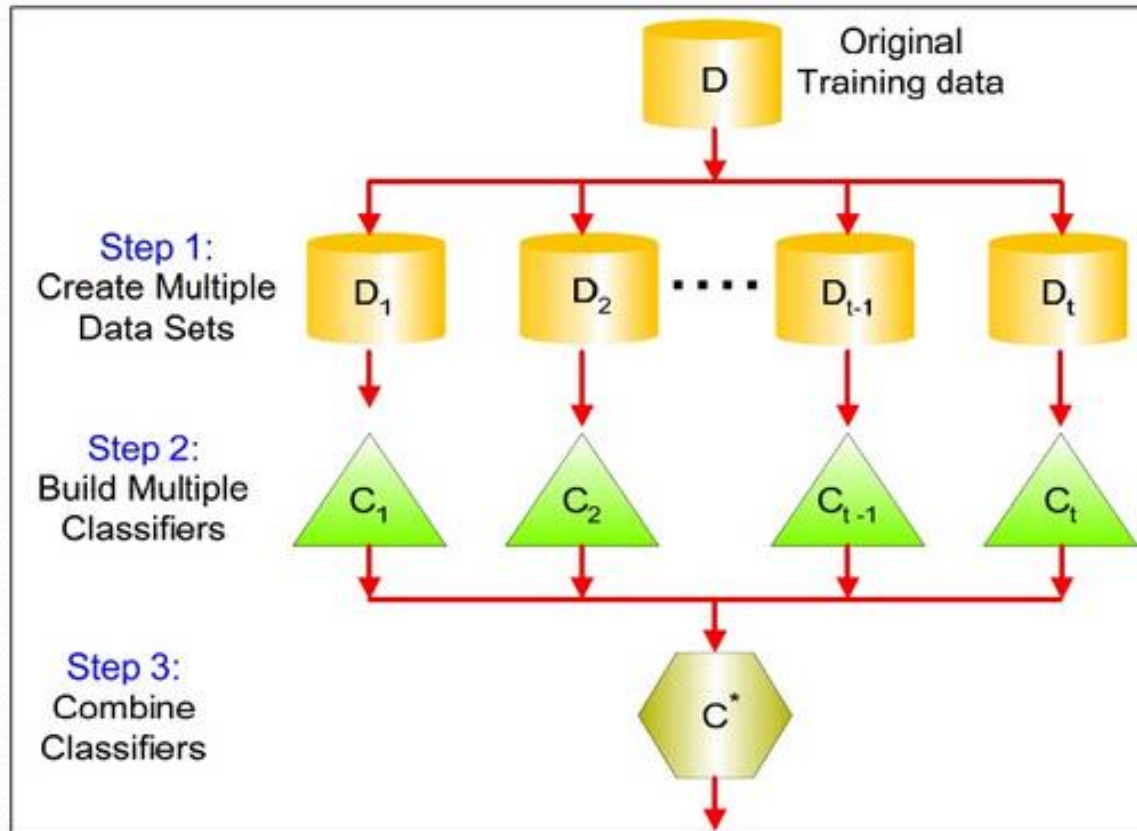 D
Original
Training data
Step 1:
Create Multiple
Data Sets
D1
D2
Dt-1
Dt
Step 2:
Build Multiple
Classifiers
C1
C2
Ct -1
Ct
Step 3:
Combine
Classifiers
C*